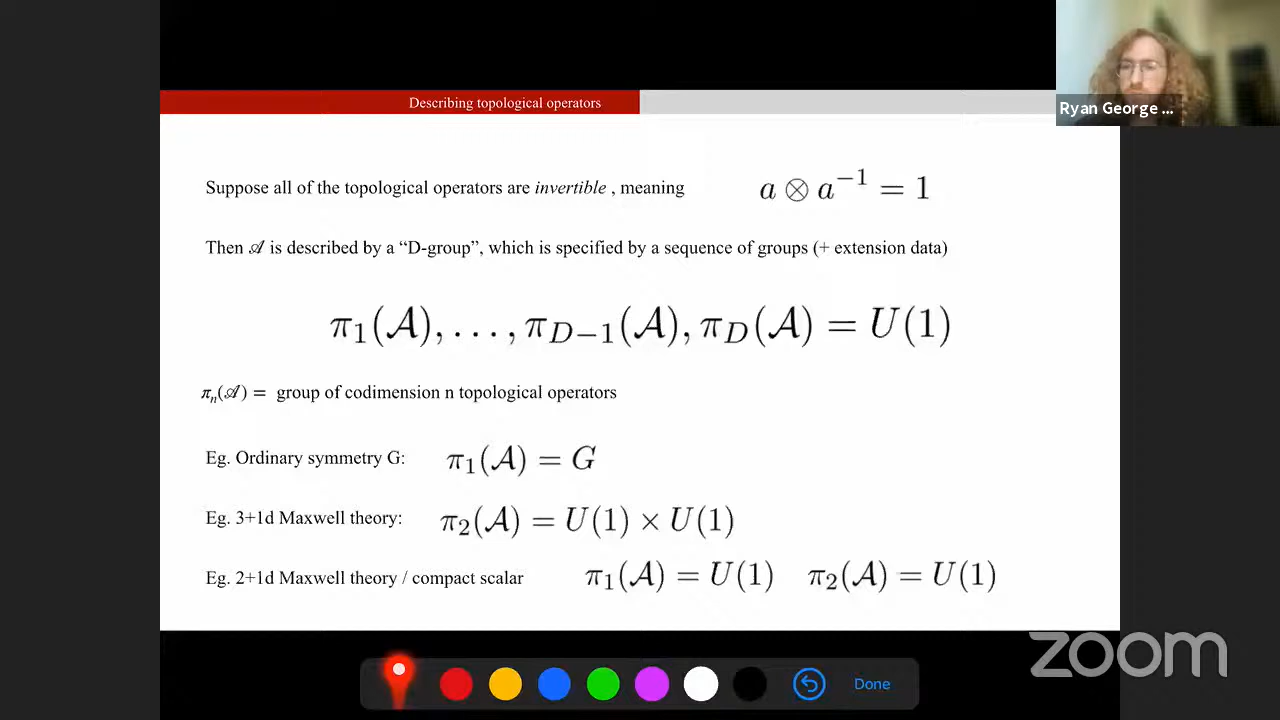 Ryan George ...
Describing topological operators
Suppose all of the topological operators are invertible , meaning a ⊗ a⁻¹ = 1
Then 𝒜 is described by a “D-group”, which is specified by a sequence of groups (+ extension data)
π₁(𝒜), . . . , π_{D−1}(𝒜), π_D(𝒜) = U(1)
πₙ(𝒜) = group of codimension n topological operators
Eg. Ordinary symmetry G: π₁(𝒜) = G
Eg. 3+1d Maxwell theory: π₂(𝒜) = U(1) × U(1)
Eg. 2+1d Maxwell theory / compact scalar π₁(𝒜) = U(1) π₂(𝒜) = U(1)
zoom
Done